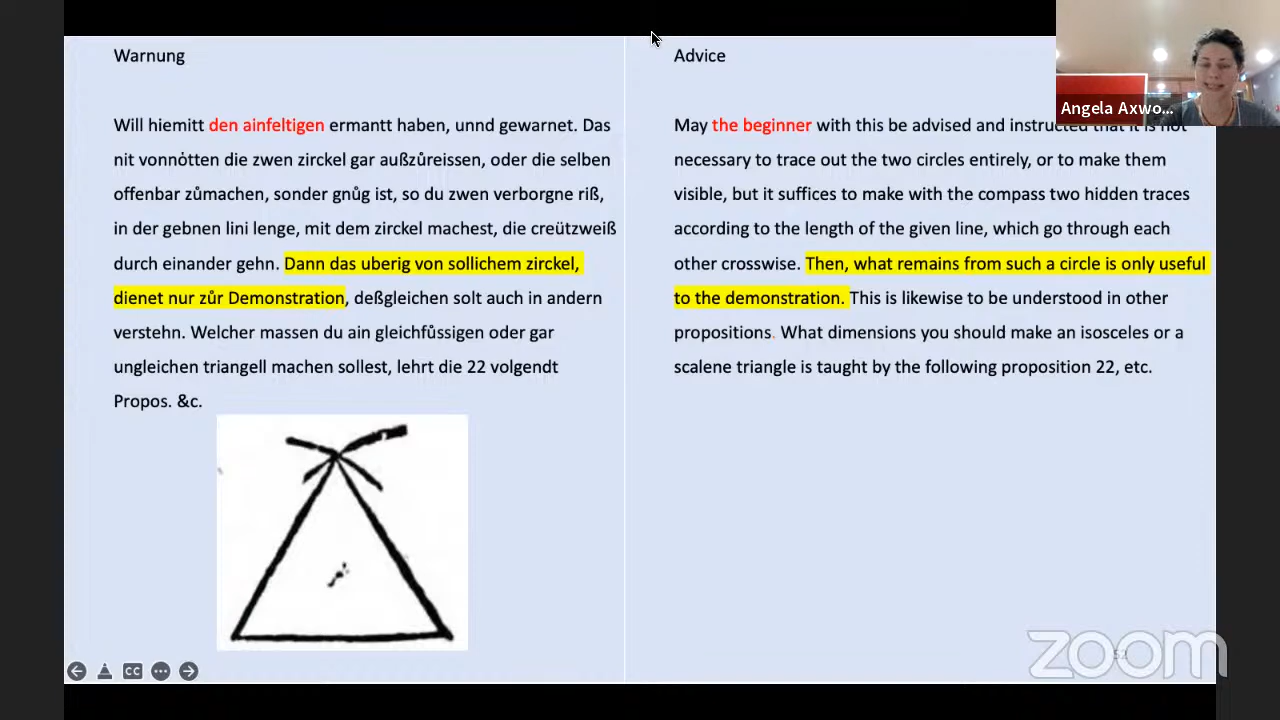 Warnung
Will hiemitt den ainfeltigen ermantt haben, unnd gewarnet. Das
nit vonnȯtten die zwen zirckel gar außzůreissen, oder die selben
offenbar zůmachen, sonder gnůg ist, so du zwen verborgne riß,
in der gebnen lini lenge, mit dem zirckel machest, die creützweiß
durch einander gehn. Dann das uberig von sollichem zirckel,
dienet nur zůr Demonstration, deßgleichen solt auch in andern
verstehn. Welcher massen du ain gleichfůssigen oder gar
ungleichen triangell machen sollest, lehrt die 22 volgendt
Propos. &c.
Advice
May the beginner with this be advised and instructed that it is not
necessary to trace out the two circles entirely, or to make them
visible, but it suffices to make with the compass two hidden traces
according to the length of the given line, which go through each
other crosswise. Then, what remains from such a circle is only useful
to the demonstration. This is likewise to be understood in other
propositions. What dimensions you should make an isosceles or a
scalene triangle is taught by the following proposition 22, etc.
Angela Axwo...
CC
zoom
52